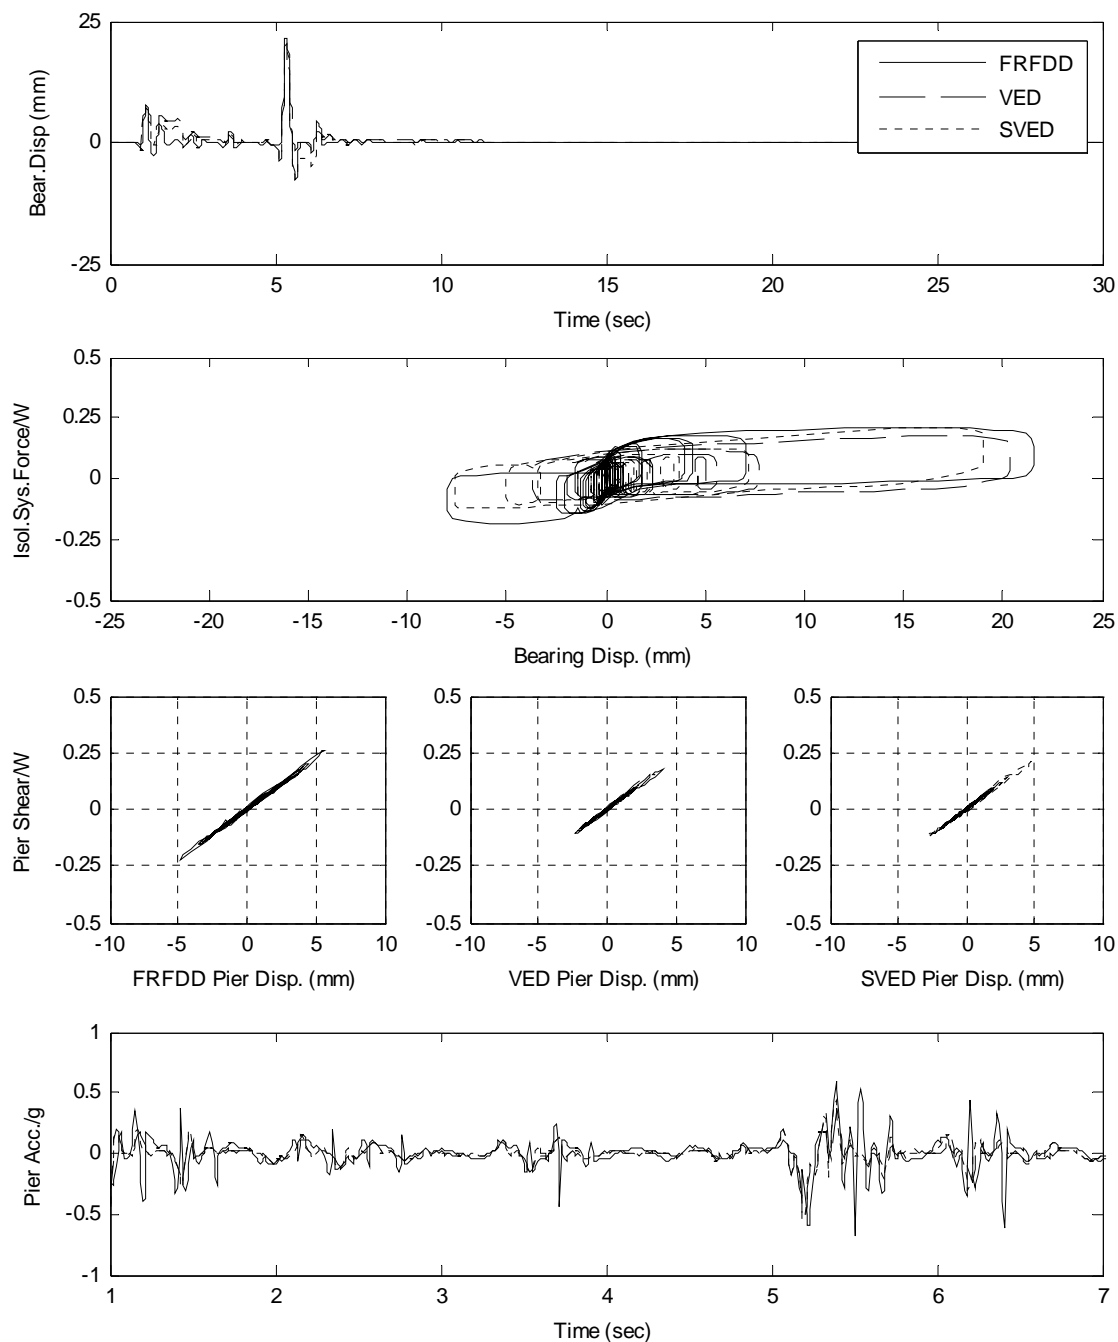 25
0
-25
Bear.Disp (mm)
FRFDD
VED
SVED
0 5 10 15 20 25 30
Time (sec)
0.5
0.25
0
-0.25
-0.5
Isol.Sys.Force/W
-25 -20 -15 -10 -5 0 5 10 15 20 25
Bearing Disp. (mm)
0.5
0.25
0
-0.25
-0.5
Pier Shear/W
-10 -5 0 5 10
FRFDD Pier Disp. (mm)
0.5
0.25
0
-0.25
-0.5
-10 -5 0 5 10
VED Pier Disp. (mm)
0.5
0.25
0
-0.25
-0.5
-10 -5 0 5 10
SVED Pier Disp. (mm)
1
0.5
0
-0.5
-1
Pier Acc./g
1 2 3 4 5 6 7
Time (sec)